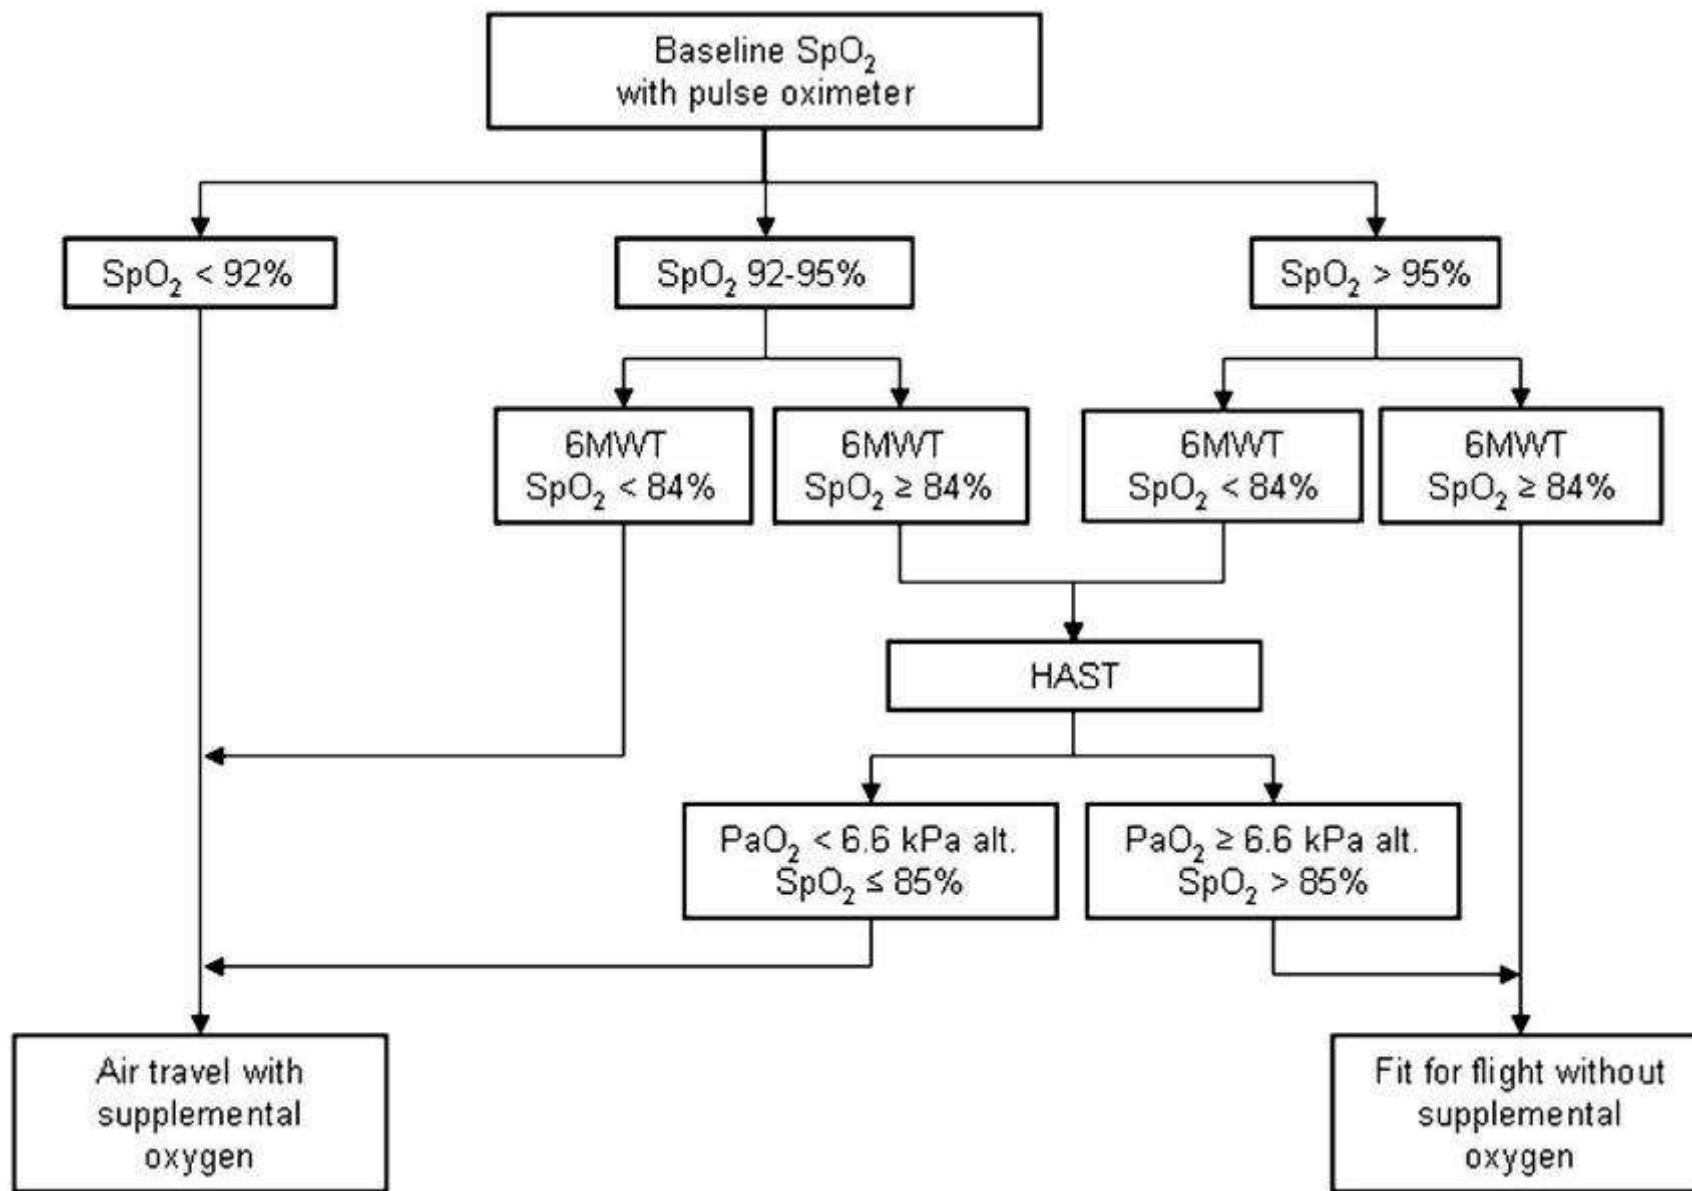 Baseline SpO₂
with pulse oximeter
SpO₂ < 92%
SpO₂ 92-95%
SpO₂ > 95%
6MWT
SpO₂ < 84%
6MWT
SpO₂ ≥ 84%
6MWT
SpO₂ < 84%
6MWT
SpO₂ ≥ 84%
HAST
PaO₂ < 6.6 kPa alt.
SpO₂ ≤ 85%
PaO₂ ≥ 6.6 kPa alt.
SpO₂ > 85%
Air travel with
supplemental
oxygen
Fit for flight without
supplemental
oxygen